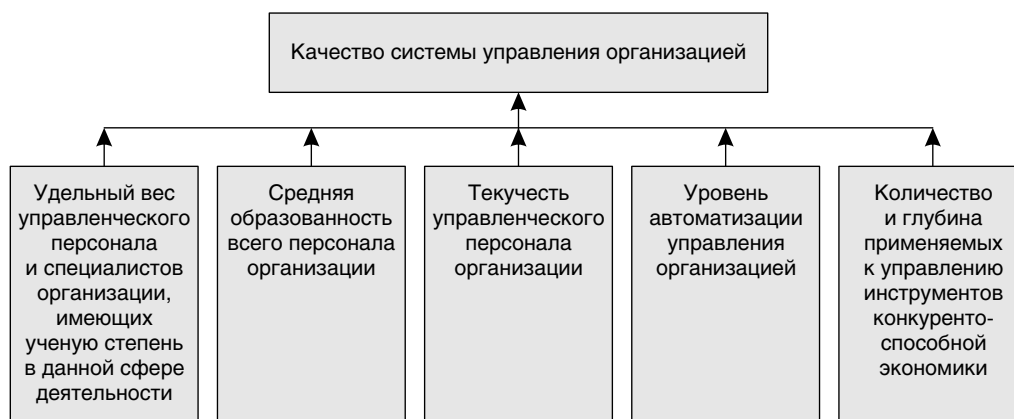 Качество системы управления организацией
Удельный вес
управленческого
персонала
и специалистов
организации,
имеющих
ученую степень
в данной сфере
деятельности
Средняя
образованность
всего персонала
организации
Текучесть
управленческого
персонала
организации
Уровень
автоматизации
управления
организацией
Количество
и глубина
применяемых
к управлению
инструментов
конкуренто-
способной
экономики